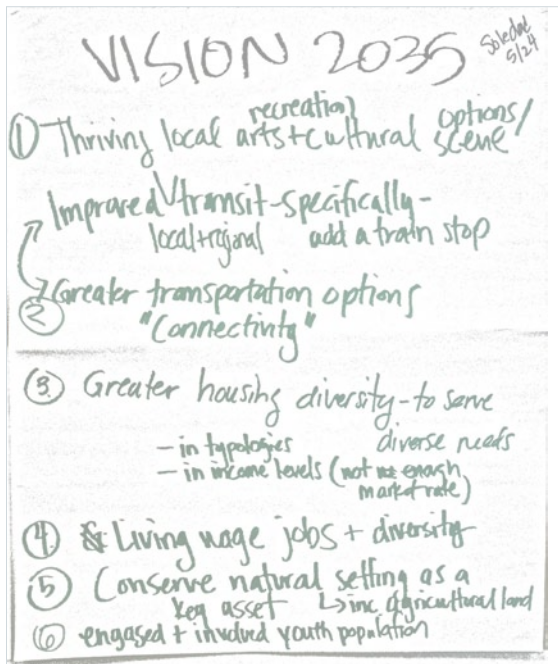 VISION 2035
Soledad
5/24
① Thriving local arts + cultural options/
recreation, scene
Improved transit - specifically -
local + regional add a train stop
② Greater transportation options
"Connectivity"
③ Greater housing diversity - to serve
- in typologies diverse needs
- in income levels (not enough
market rate)
④ & Living wage jobs + diversity
⑤ Conserve natural setting as a
key asset ↳ inc agricultural land
⑥ engaged + involved youth population